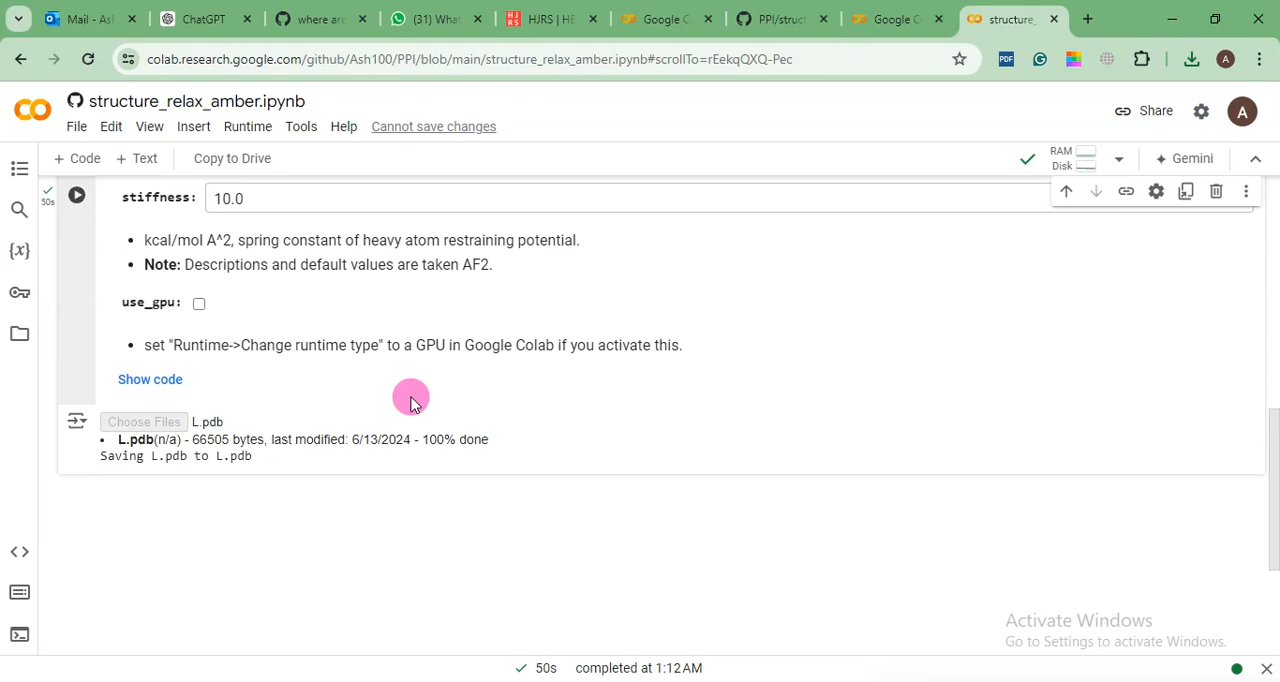 Mail - As
ChatGPT
where are
(31) Wha
HJRS | HE
Google C
PPI/struct
Google C
structure_
colab.research.google.com/github/Ash100/PPI/blob/main/structure_relax_amber.ipynb#scrollTo=rEekqQXQ-Pec
PDF
A
CO structure_relax_amber.ipynb
Share
A
File Edit View Insert Runtime Tools Help Cannot save changes
+ Code + Text Copy to Drive
RAM
Disk
Gemini
50s
stiffness: 10.0
• kcal/mol A^2, spring constant of heavy atom restraining potential.
• Note: Descriptions and default values are taken AF2.
use_gpu:
• set "Runtime->Change runtime type" to a GPU in Google Colab if you activate this.
Show code
Choose Files L.pdb
• L.pdb(n/a) - 66505 bytes, last modified: 6/13/2024 - 100% done
Saving L.pdb to L.pdb
Activate Windows
Go to Settings to activate Windows.
50s completed at 1:12 AM